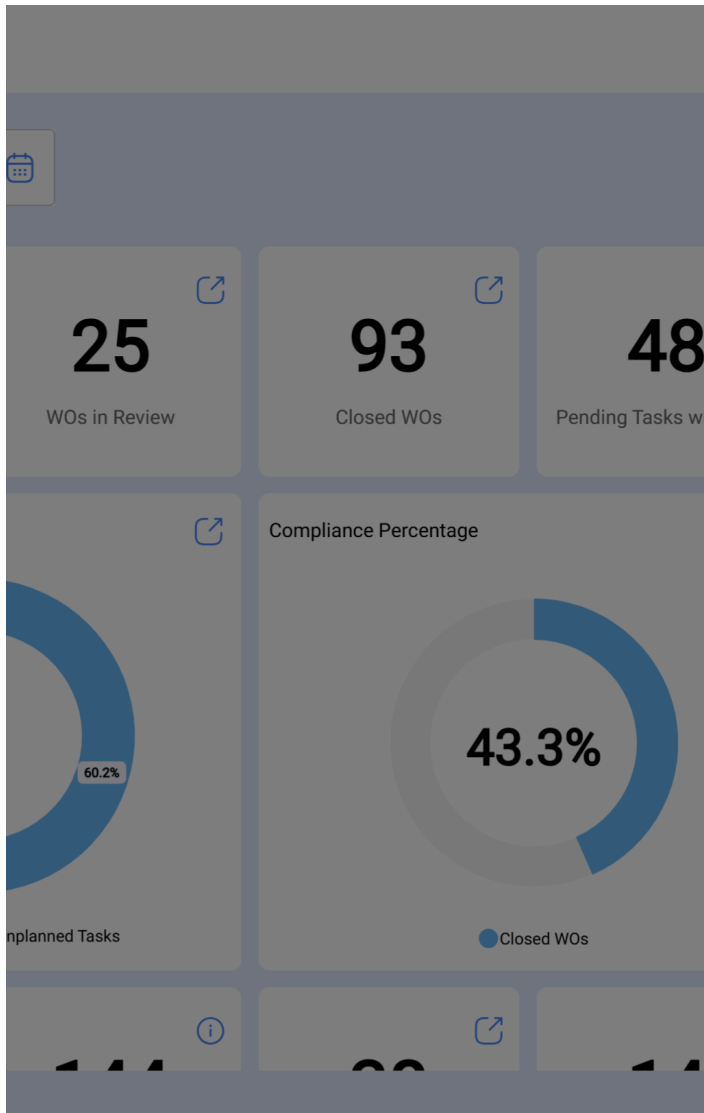 25
93
48
WOs in Review
Closed WOs
Pending Tasks w
Compliance Percentage
43.3%
60.2%
nplanned Tasks
Closed WOs
144